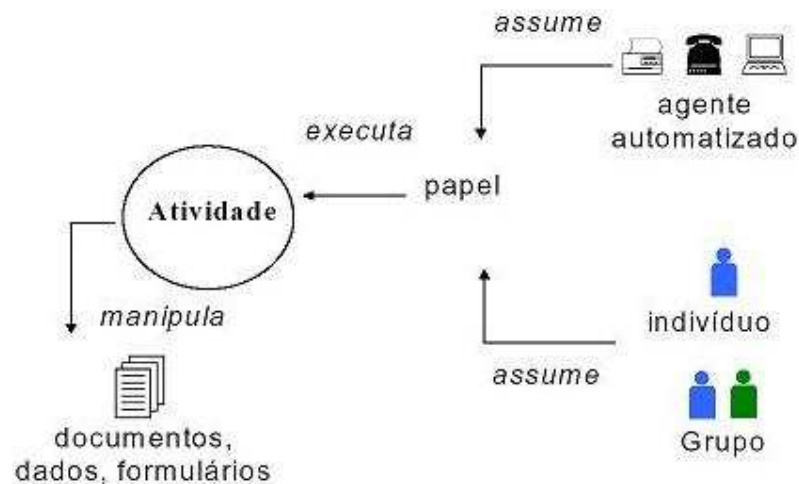 assume
agente
automatizado
executa
papel
Atividade
manipula
indivíduo
assume
Grupo
documentos,
dados, formulários